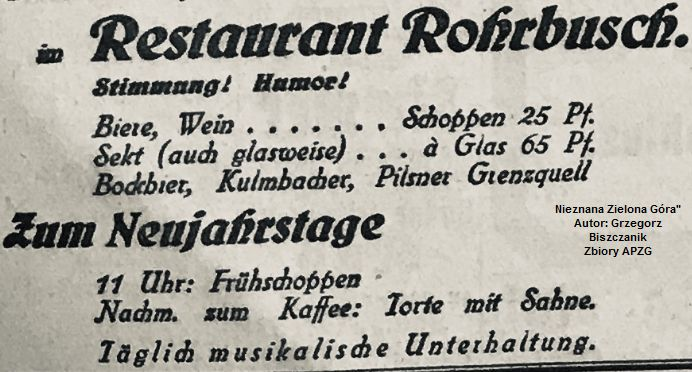 in Restaurant Rohrbusch.
Stimmung! Humor!
Biere, Wein . . . . . . . Schoppen 25 Pf.
Sekt (auch glasweise) . . . à Glas 65 Pf.
Bockbier, Kulmbacher, Pilsner Grenzquell
Zum Neujahrstage
11 Uhr: Frühschoppen
Nachm. zum Kaffee: Torte mit Sahne.
Täglich musikalische Unterhaltung.
Nieznana Zielona Góra"
Autor: Grzegorz
Biszczanik
Zbiory APZG